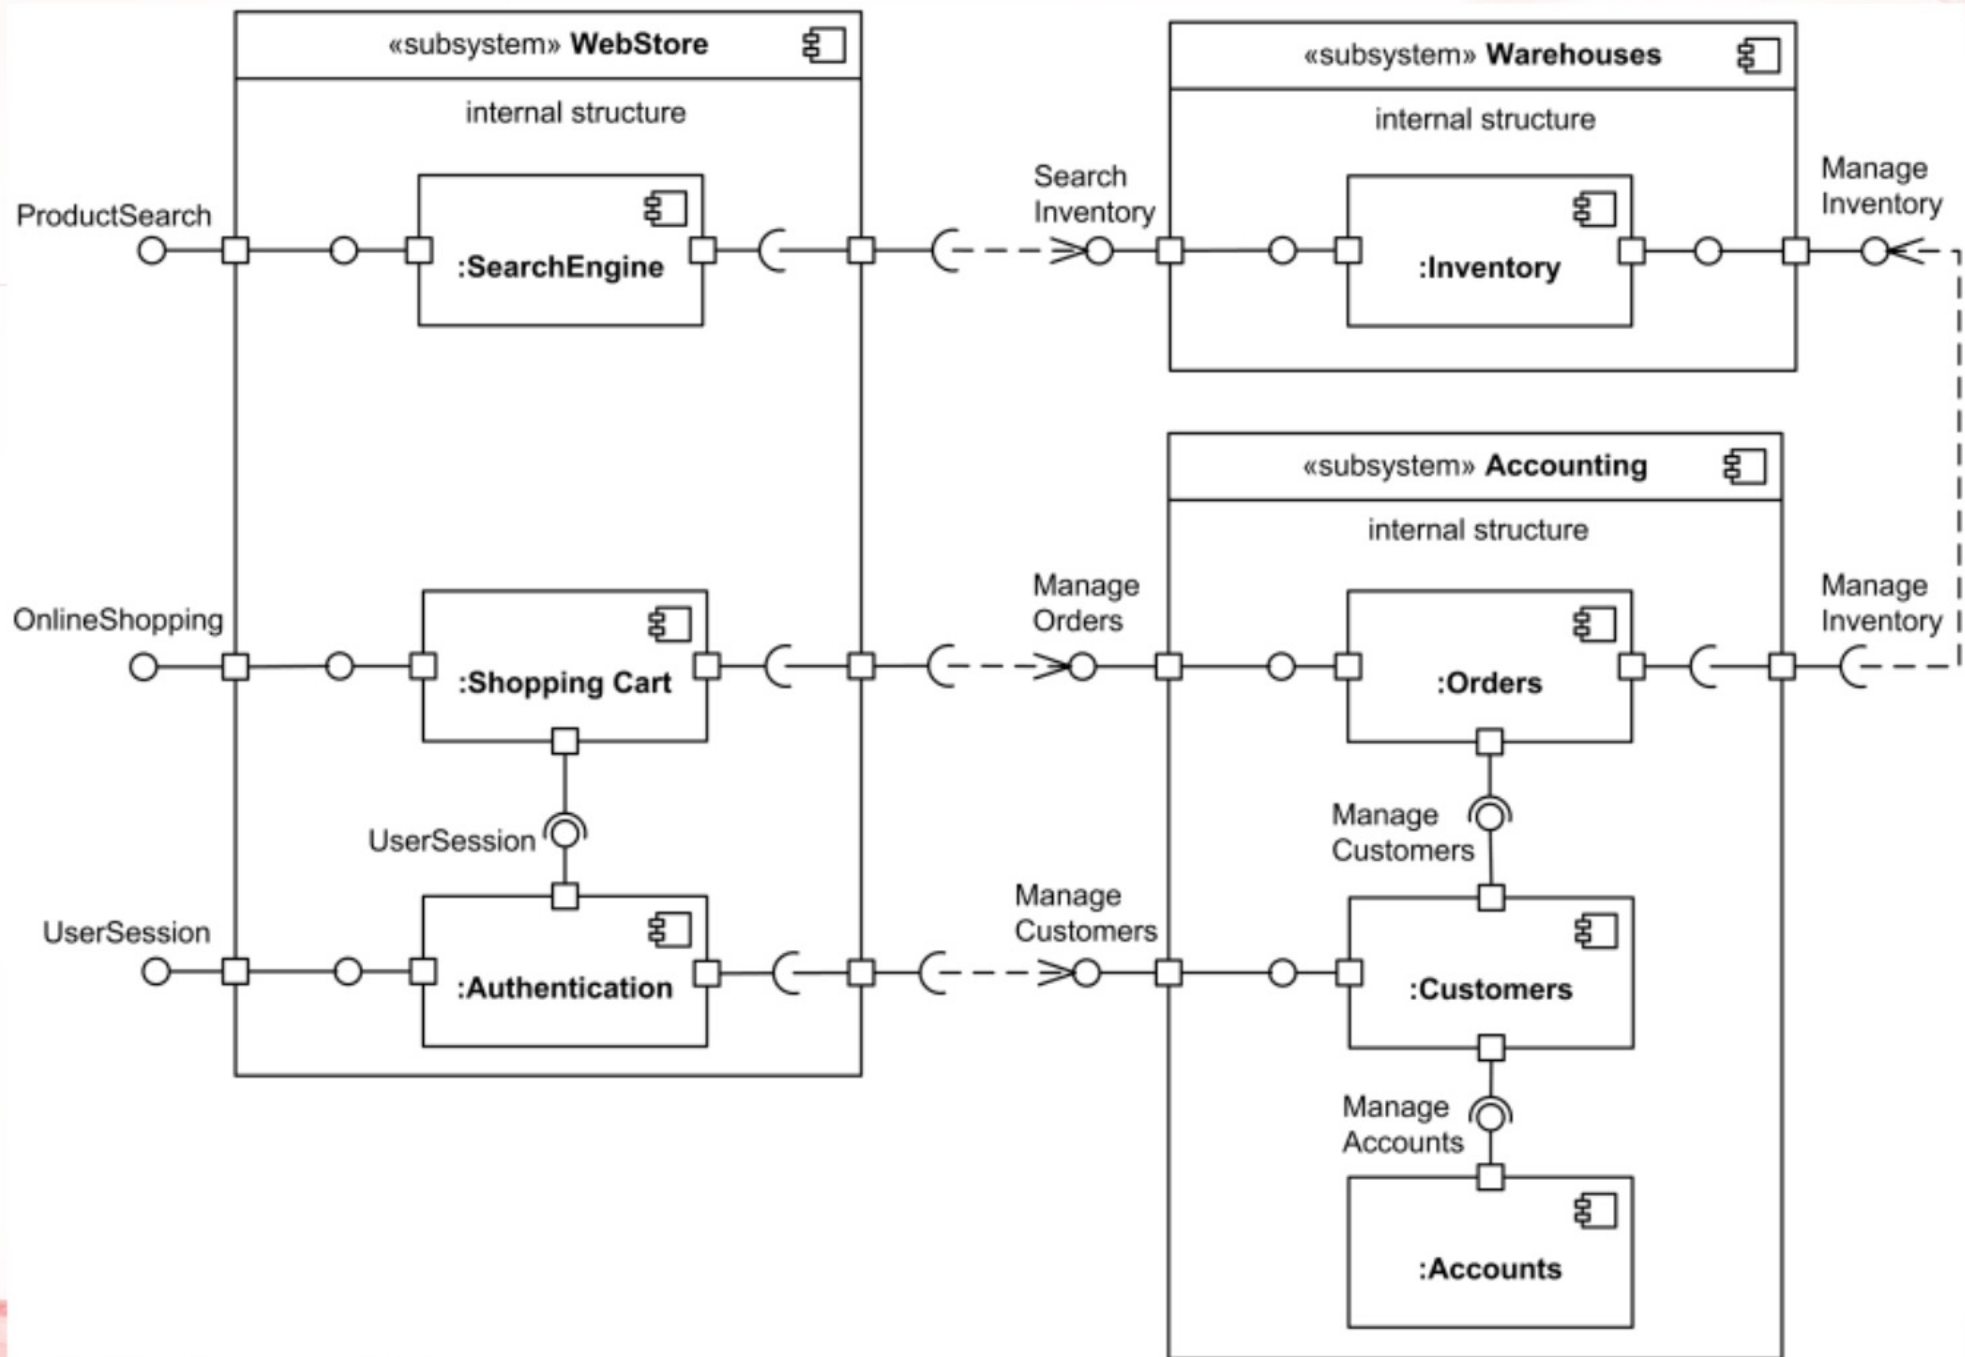 «subsystem» WebStore
internal structure
ProductSearch
:SearchEngine
OnlineShopping
:Shopping Cart
UserSession
UserSession
:Authentication
«subsystem» Warehouses
internal structure
Search
Inventory
:Inventory
Manage
Inventory
«subsystem» Accounting
internal structure
Manage
Orders
:Orders
Manage
Inventory
Manage
Customers
Manage
Customers
:Customers
Manage
Accounts
:Accounts